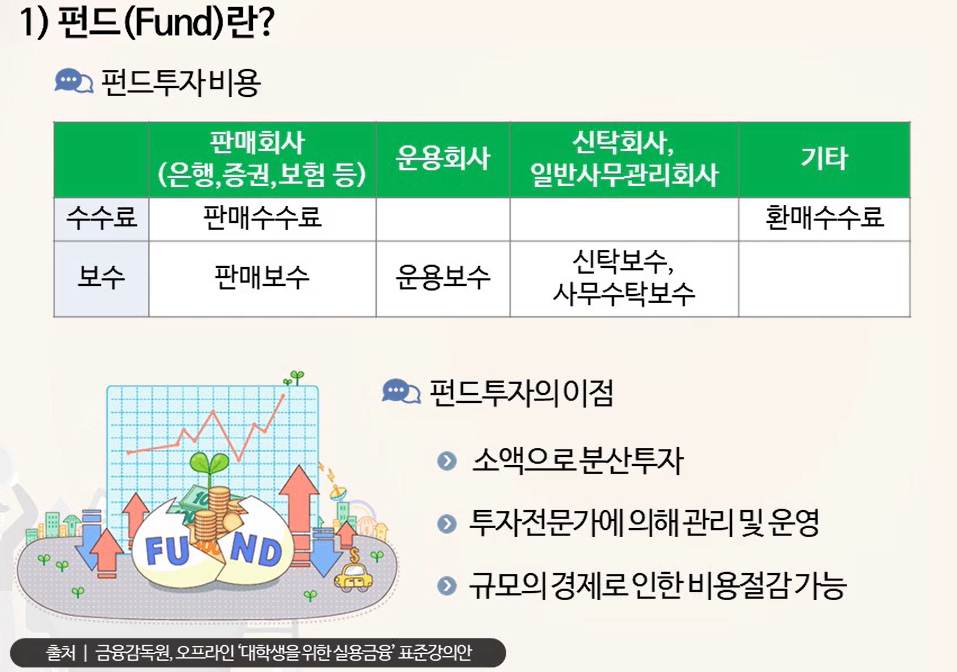 1) 펀드(Fund)란?
펀드투자 비용
판매회사
(은행,증권,보험 등)
운용회사
신탁회사,
일반사무관리회사
기타
수수료
판매수수료
환매수수료
보수
판매보수
운용보수
신탁보수,
사무수탁보수
펀드투자의 이점
소액으로 분산투자
투자전문가에 의해 관리 및 운영
규모의 경제로 인한 비용절감 가능
10
FUND
$
출처 | 금융감독원, 오프라인 ‘대학생을 위한 실용금융’ 표준강의안